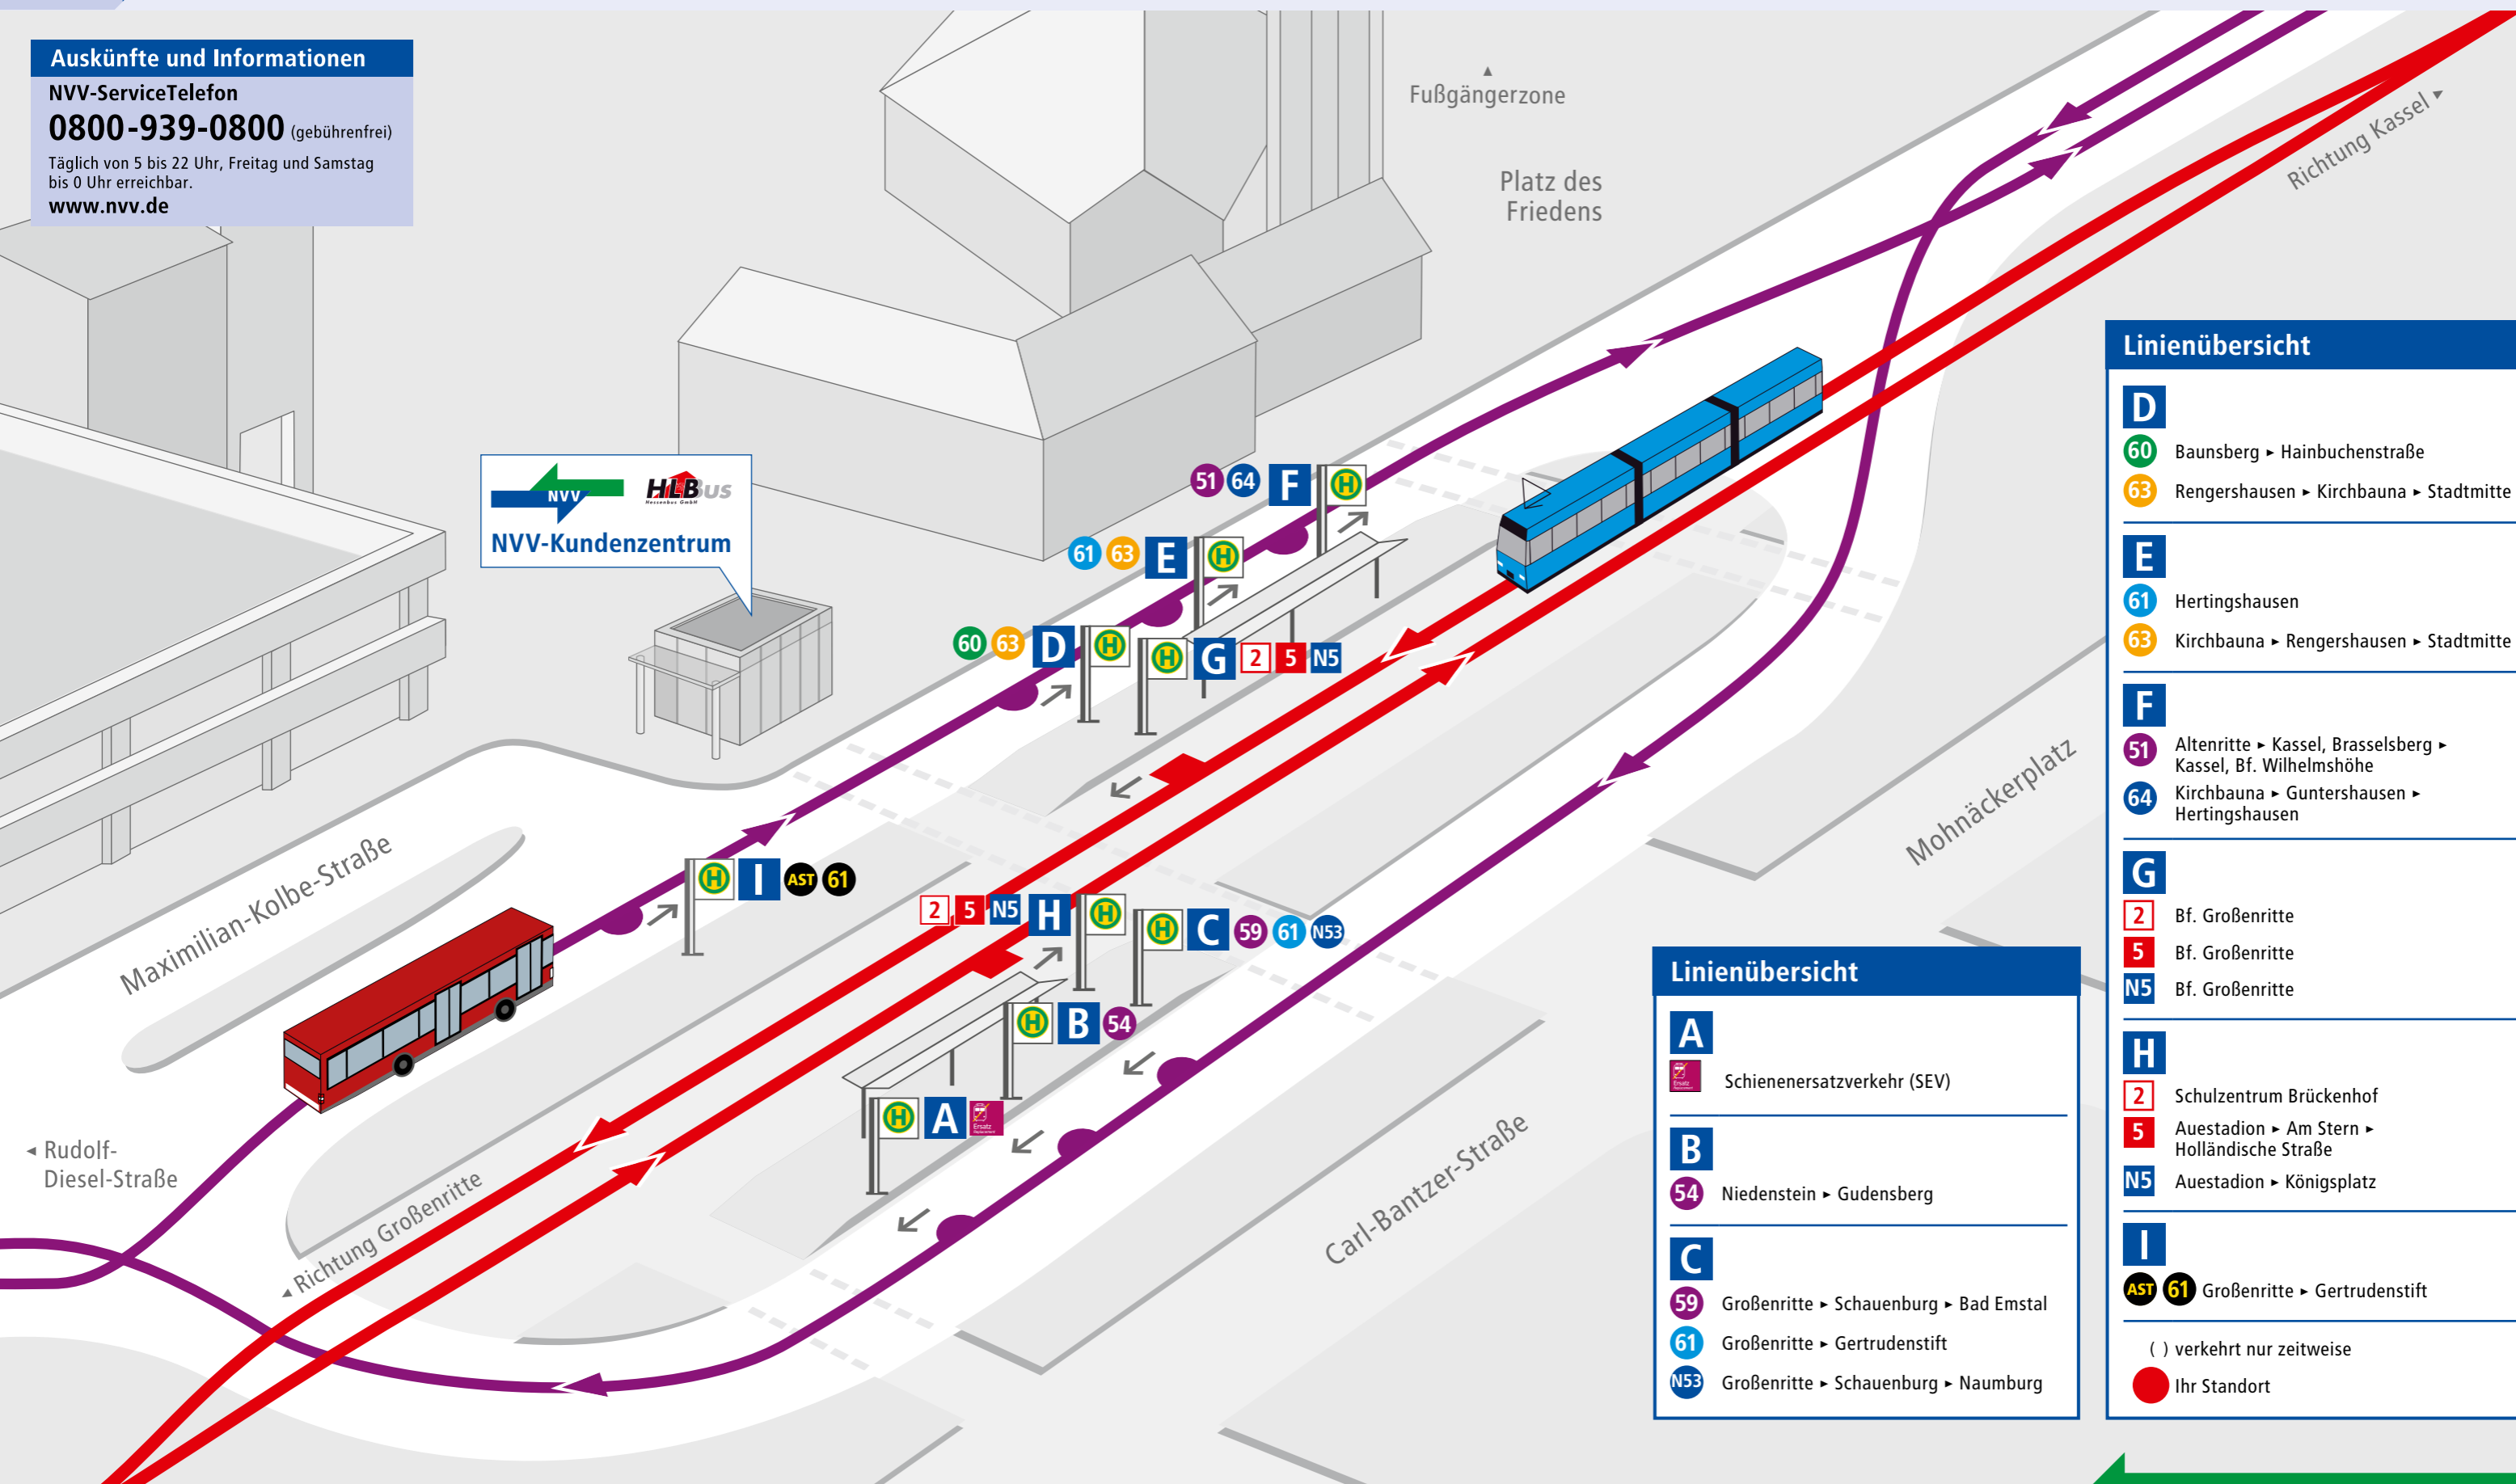 Auskünfte und Informationen
NVV-ServiceTelefon
0800-939-0800 (gebührenfrei)
Täglich von 5 bis 22 Uhr, Freitag und Samstag
bis 0 Uhr erreichbar.
www.nvv.de
Fußgängerzone
Platz des
Friedens
Richtung Kassel
NVV
HLBBus
Hessenbus GmbH
NVV-Kundenzentrum
51 64 F H
61 63 E H
60 63 D H
H G 2 5 N5
Maximilian-Kolbe-Straße
H I AST 61
2 5 N5 H H
H C 59 61 N53
H B 54
H A Ersatz
Replacement
Rudolf-
Diesel-Straße
Richtung Großenritte
Mohnäckerplatz
Carl-Bantzer-Straße
Linienübersicht
A
Ersatz
Replacement
Schienenersatzverkehr (SEV)
B
54 Niedenstein ▸ Gudensberg
C
59 Großenritte ▸ Schauenburg ▸ Bad Emstal
61 Großenritte ▸ Gertrudenstift
N53 Großenritte ▸ Schauenburg ▸ Naumburg
Linienübersicht
D
60 Baunsberg ▸ Hainbuchenstraße
63 Rengershausen ▸ Kirchbauna ▸ Stadtmitte
E
61 Hertingshausen
63 Kirchbauna ▸ Rengershausen ▸ Stadtmitte
F
51 Altenritte ▸ Kassel, Brasselsberg ▸
Kassel, Bf. Wilhelmshöhe
64 Kirchbauna ▸ Guntershausen ▸
Hertingshausen
G
2 Bf. Großenritte
5 Bf. Großenritte
N5 Bf. Großenritte
H
2 Schulzentrum Brückenhof
5 Auestadion ▸ Am Stern ▸
Holländische Straße
N5 Auestadion ▸ Königsplatz
I
AST 61 Großenritte ▸ Gertrudenstift
( ) verkehrt nur zeitweise
Ihr Standort